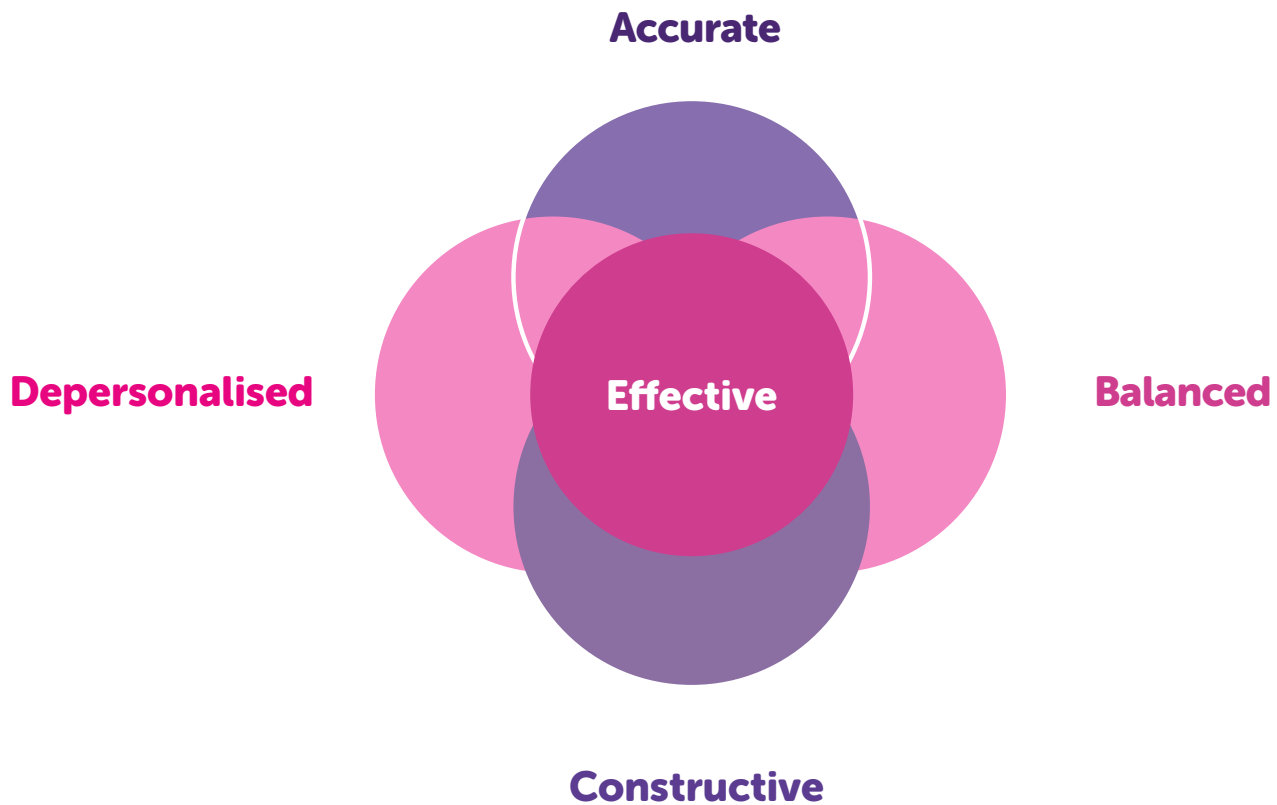 Accurate
Depersonalised
Effective
Balanced
Constructive